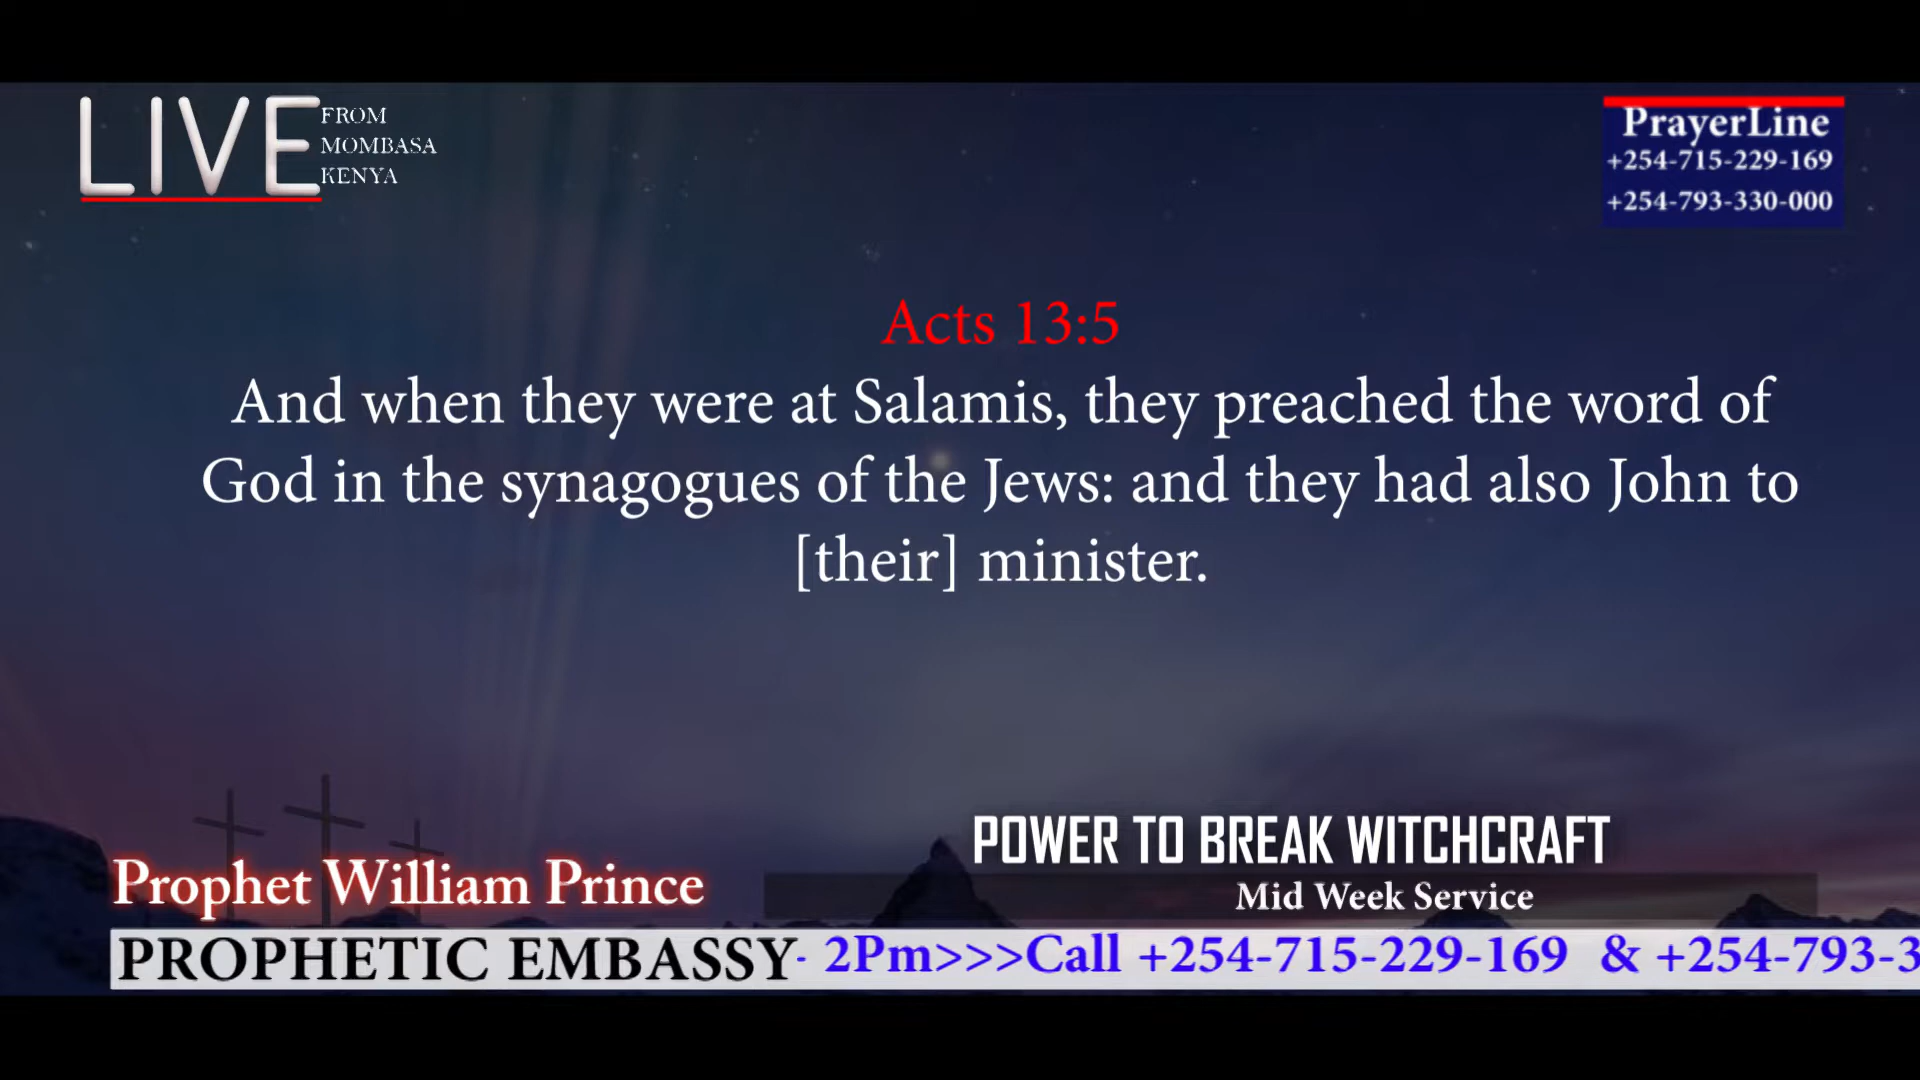 LIVE
FROM
MOMBASA
KENYA
PrayerLine
+254-715-229-169
+254-793-330-000
Acts 13:5
And when they were at Salamis, they preached the word of
God in the synagogues of the Jews: and they had also John to
[their] minister.
POWER TO BREAK WITCHCRAFT
Prophet William Prince
Mid Week Service
PROPHETIC EMBASSY- 2Pm>>>Call +254-715-229-169 & +254-793-3